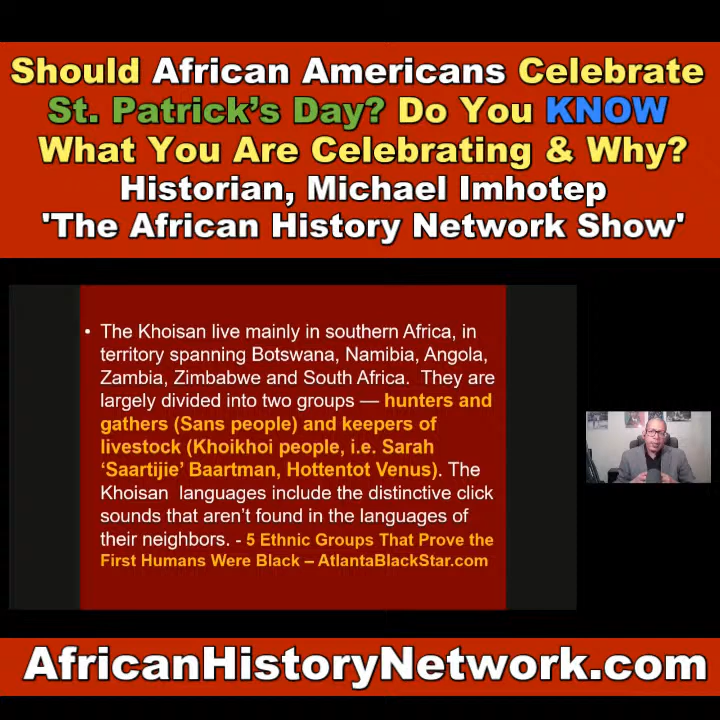 Should African Americans Celebrate
St. Patrick's Day? Do You KNOW
What You Are Celebrating & Why?
Historian, Michael Imhotep
'The African History Network Show'
• The Khoisan live mainly in southern Africa, in
territory spanning Botswana, Namibia, Angola,
Zambia, Zimbabwe and South Africa.  They are
largely divided into two groups — hunters and
gathers (Sans people) and keepers of
livestock (Khoikhoi people, i.e. Sarah
‘Saartijie’ Baartman, Hottentot Venus). The
Khoisan  languages include the distinctive click
sounds that aren’t found in the languages of
their neighbors. - 5 Ethnic Groups That Prove the
First Humans Were Black – AtlantaBlackStar.com
AfricanHistoryNetwork.com